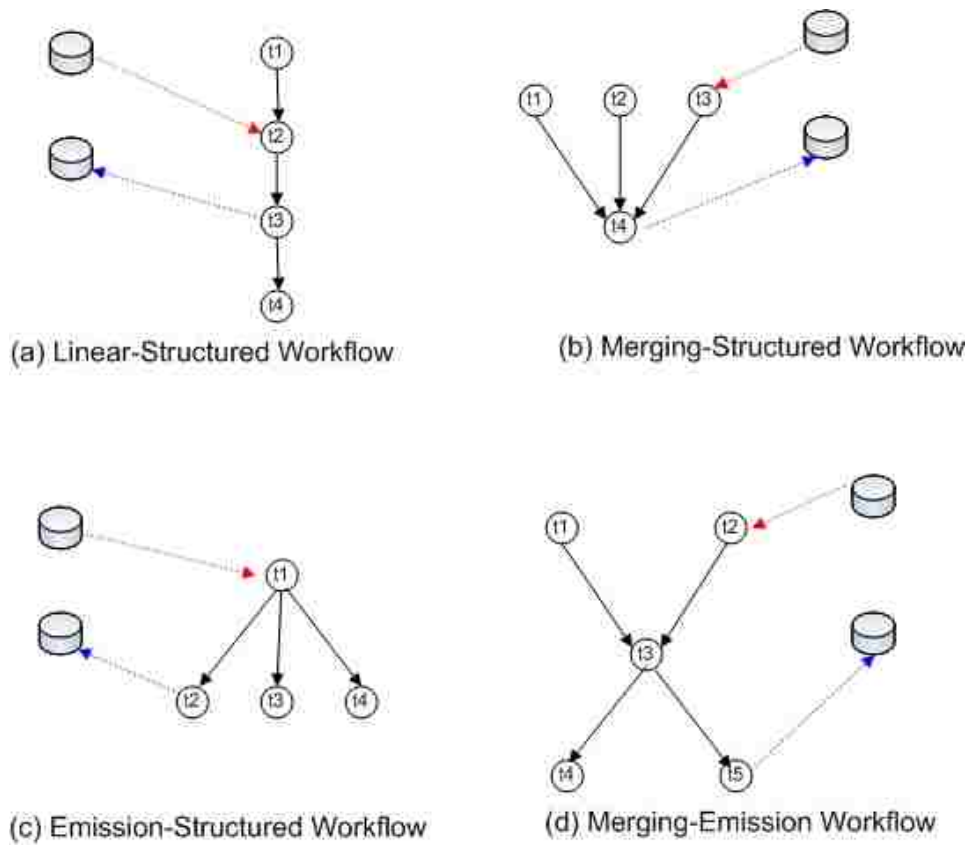 t1
t2
t3
t4
(a) Linear-Structured Workflow
t1 t2 t3
t4
(b) Merging-Structured Workflow
t1
t2 t3 t4
(c) Emission-Structured Workflow
t1 t2
t3
t4 t5
(d) Merging-Emission Workflow